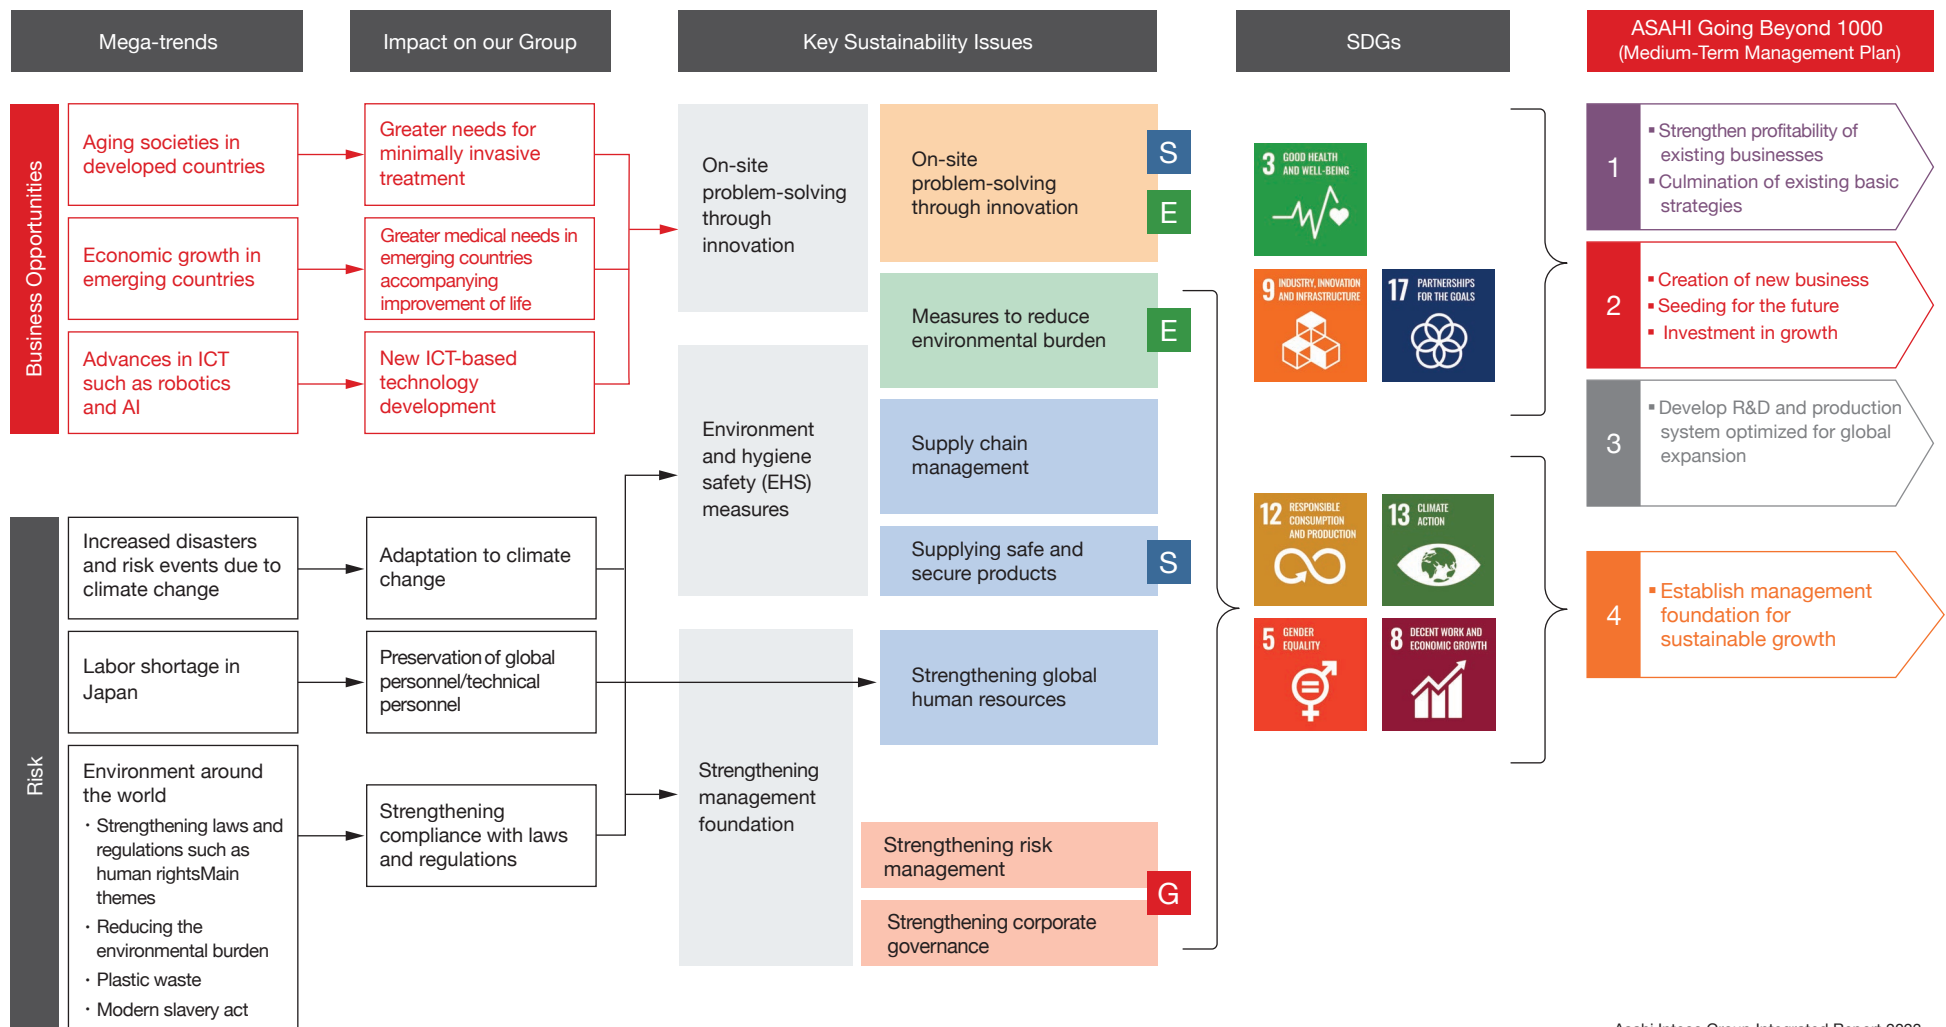 Mega-trends
Impact on our Group
Key Sustainability Issues
SDGs
ASAHI Going Beyond 1000
(Medium-Term Management Plan)
Business Opportunities
Aging societies in
developed countries
Greater needs for
minimally invasive
treatment
Economic growth in
emerging countries
Greater medical needs in
emerging countries
accompanying
improvement of life
Advances in ICT
such as robotics
and AI
New ICT-based
technology
development
Risk
Increased disasters
and risk events due to
climate change
Adaptation to climate
change
Labor shortage in
Japan
Preservation of global
personnel/technical
personnel
Environment around
the world
・Strengthening laws and
regulations such as
human rightsMain
themes
・Reducing the
environmental burden
・Plastic waste
・Modern slavery act
Strengthening
compliance with laws
and regulations
On-site
problem-solving
through
innovation
Environment
and hygiene
safety (EHS)
measures
Strengthening
management
foundation
On-site
problem-solving
through innovation
S
E
Measures to reduce
environmental burden
E
Supply chain
management
Supplying safe and
secure products
S
Strengthening global
human resources
Strengthening risk
management
G
Strengthening corporate
governance
3 GOOD HEALTH
AND WELL-BEING
9 INDUSTRY, INNOVATION
AND INFRASTRUCTURE
17 PARTNERSHIPS
FOR THE GOALS
12 RESPONSIBLE
CONSUMPTION
AND PRODUCTION
13 CLIMATE
ACTION
5 GENDER
EQUALITY
8 DECENT WORK AND
ECONOMIC GROWTH
1
▪ Strengthen profitability of
existing businesses
▪ Culmination of existing basic
strategies
2
▪ Creation of new business
▪ Seeding for the future
▪ Investment in growth
3
▪ Develop R&D and production
system optimized for global
expansion
4
▪ Establish management
foundation for
sustainable growth